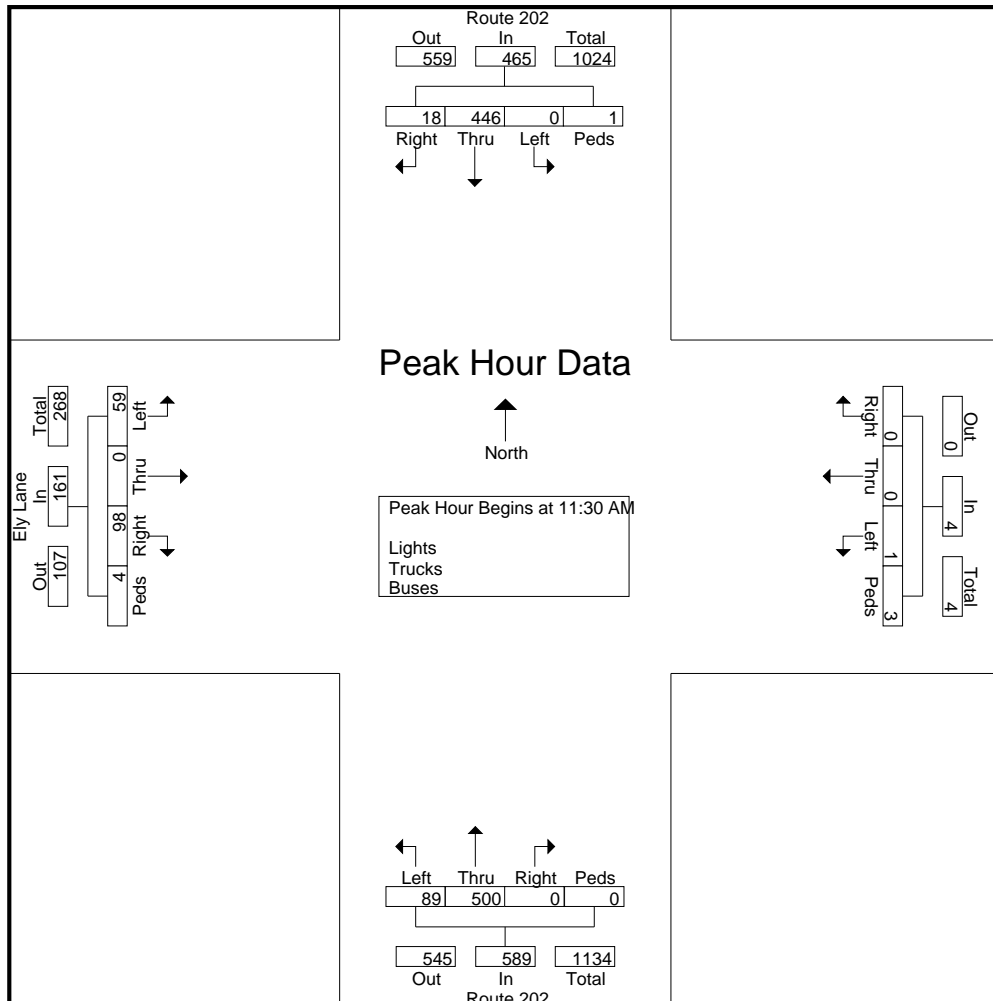 Route 202
Out In Total
559 465 1024
18 446 0 1
Right Thru Left Peds
Peak Hour Data
North
Peak Hour Begins at 11:30 AM
Lights
Trucks
Buses
Ely Lane
Out In Total
107 161 268
4 98 0 59
Peds Right Thru Left
Out In Total
0 4 4
0 0 1 3
Right Thru Left Peds
Left Thru Right Peds
89 500 0 0
545 589 1134
Out In Total
Route 202